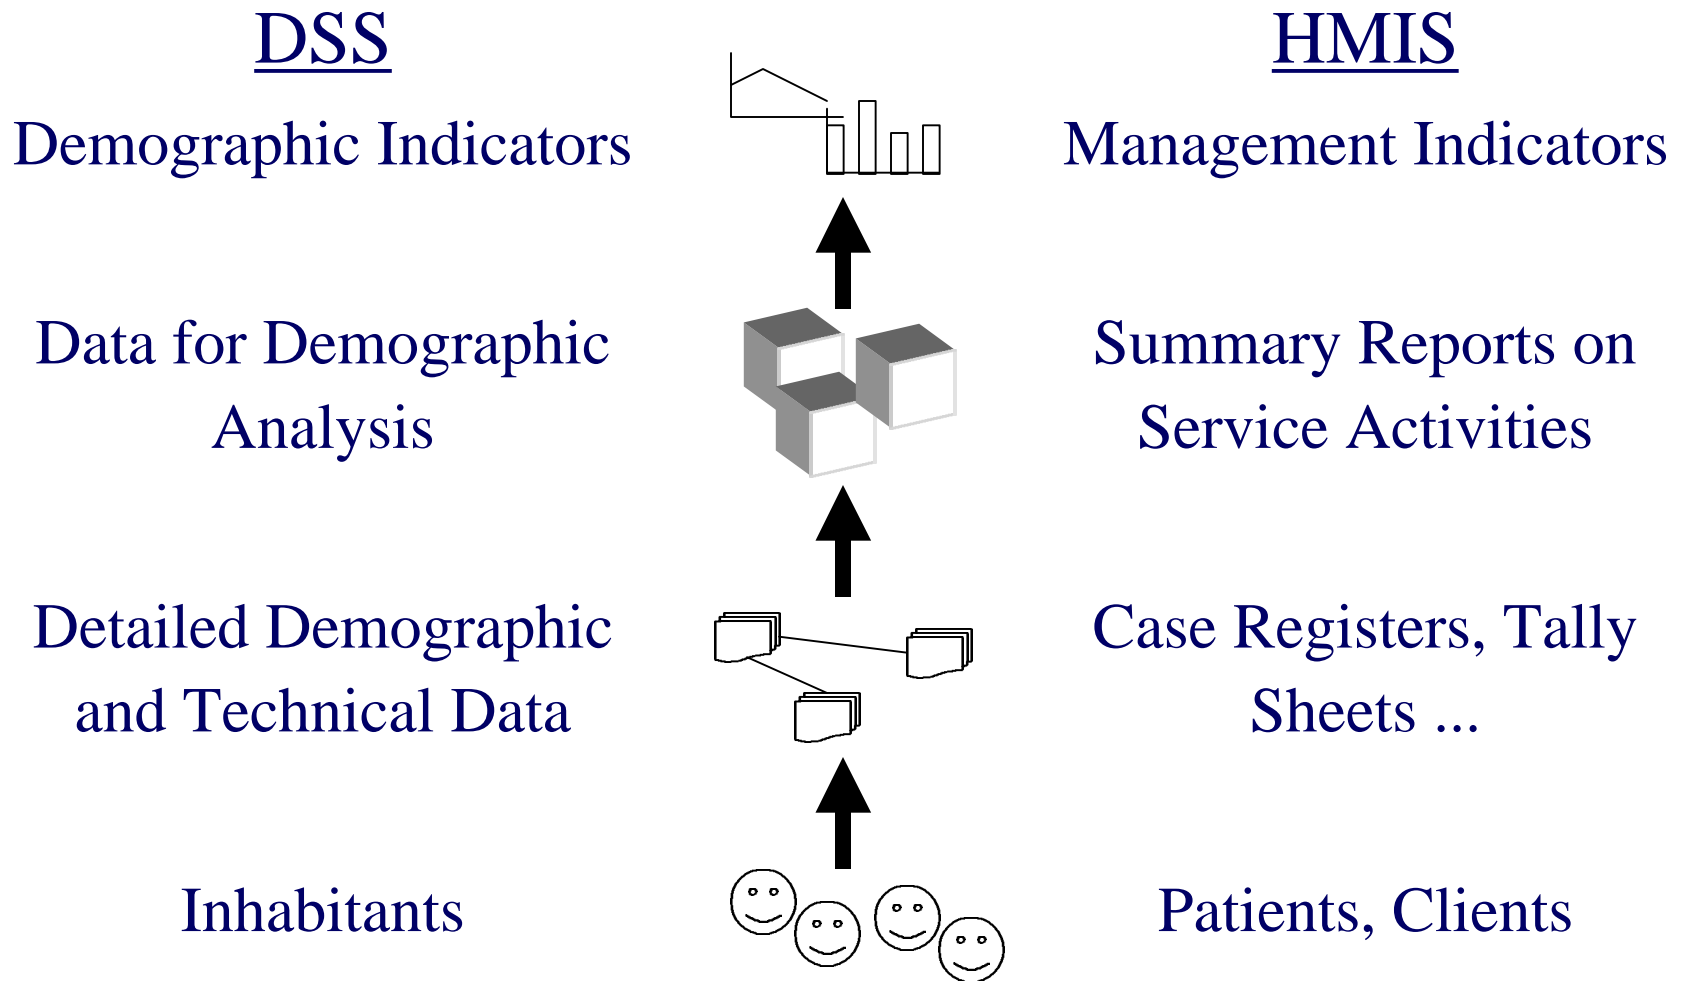 DSS
HMIS
Demographic Indicators
Management Indicators
Data for Demographic
Analysis
Summary Reports on
Service Activities
Detailed Demographic
and Technical Data
Case Registers, Tally
Sheets ...
Inhabitants
Patients, Clients